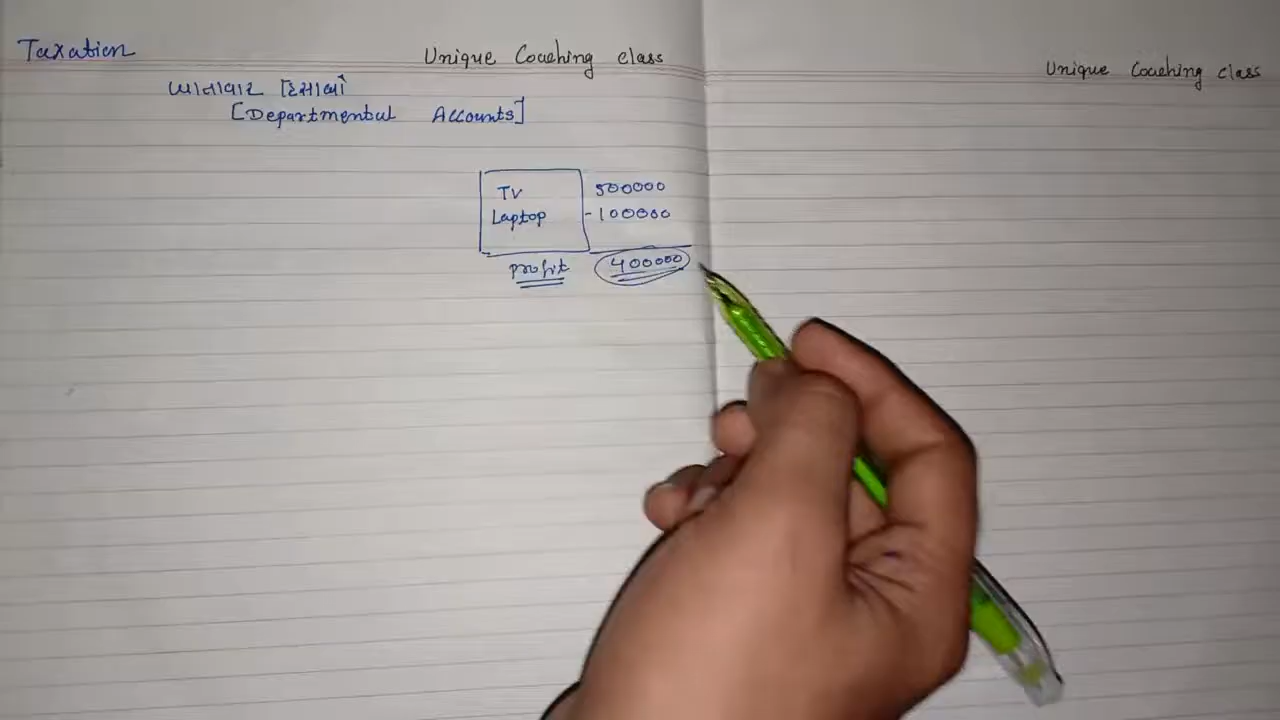 Taxation
Unique Coaching class
Unique Coaching class
ખાતાવાર હિસાબો
[Departmental Accounts]
TV 500000
Laptop -100000
profit 400000